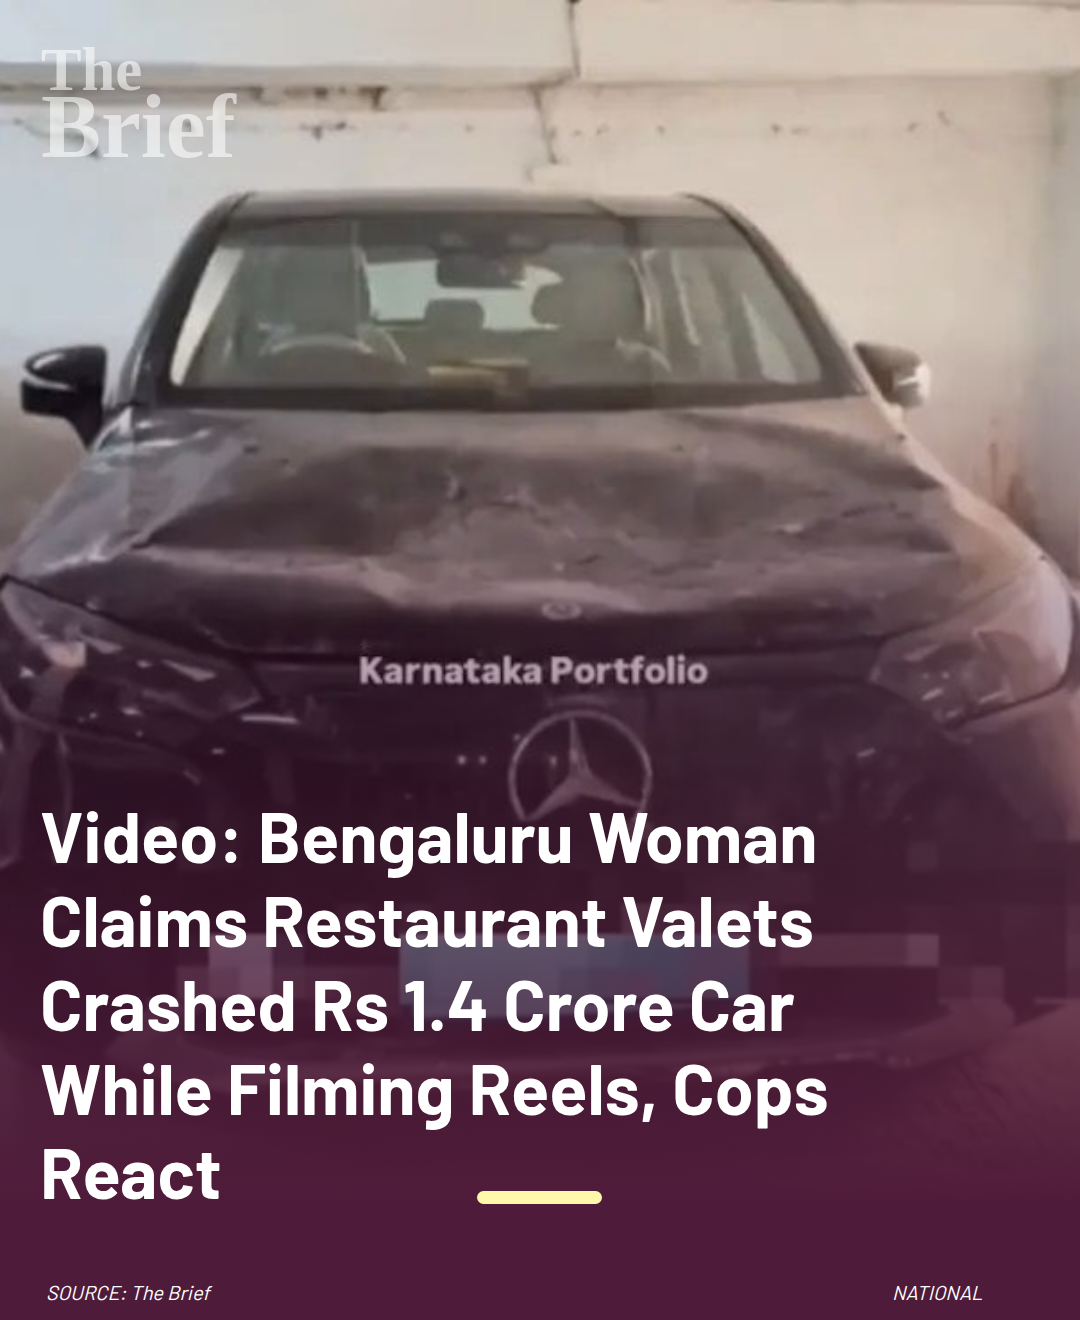 The
Brief
Karnataka Portfolio
Video: Bengaluru Woman
Claims Restaurant Valets
Crashed Rs 1.4 Crore Car
While Filming Reels, Cops
React
SOURCE: The Brief
NATIONAL